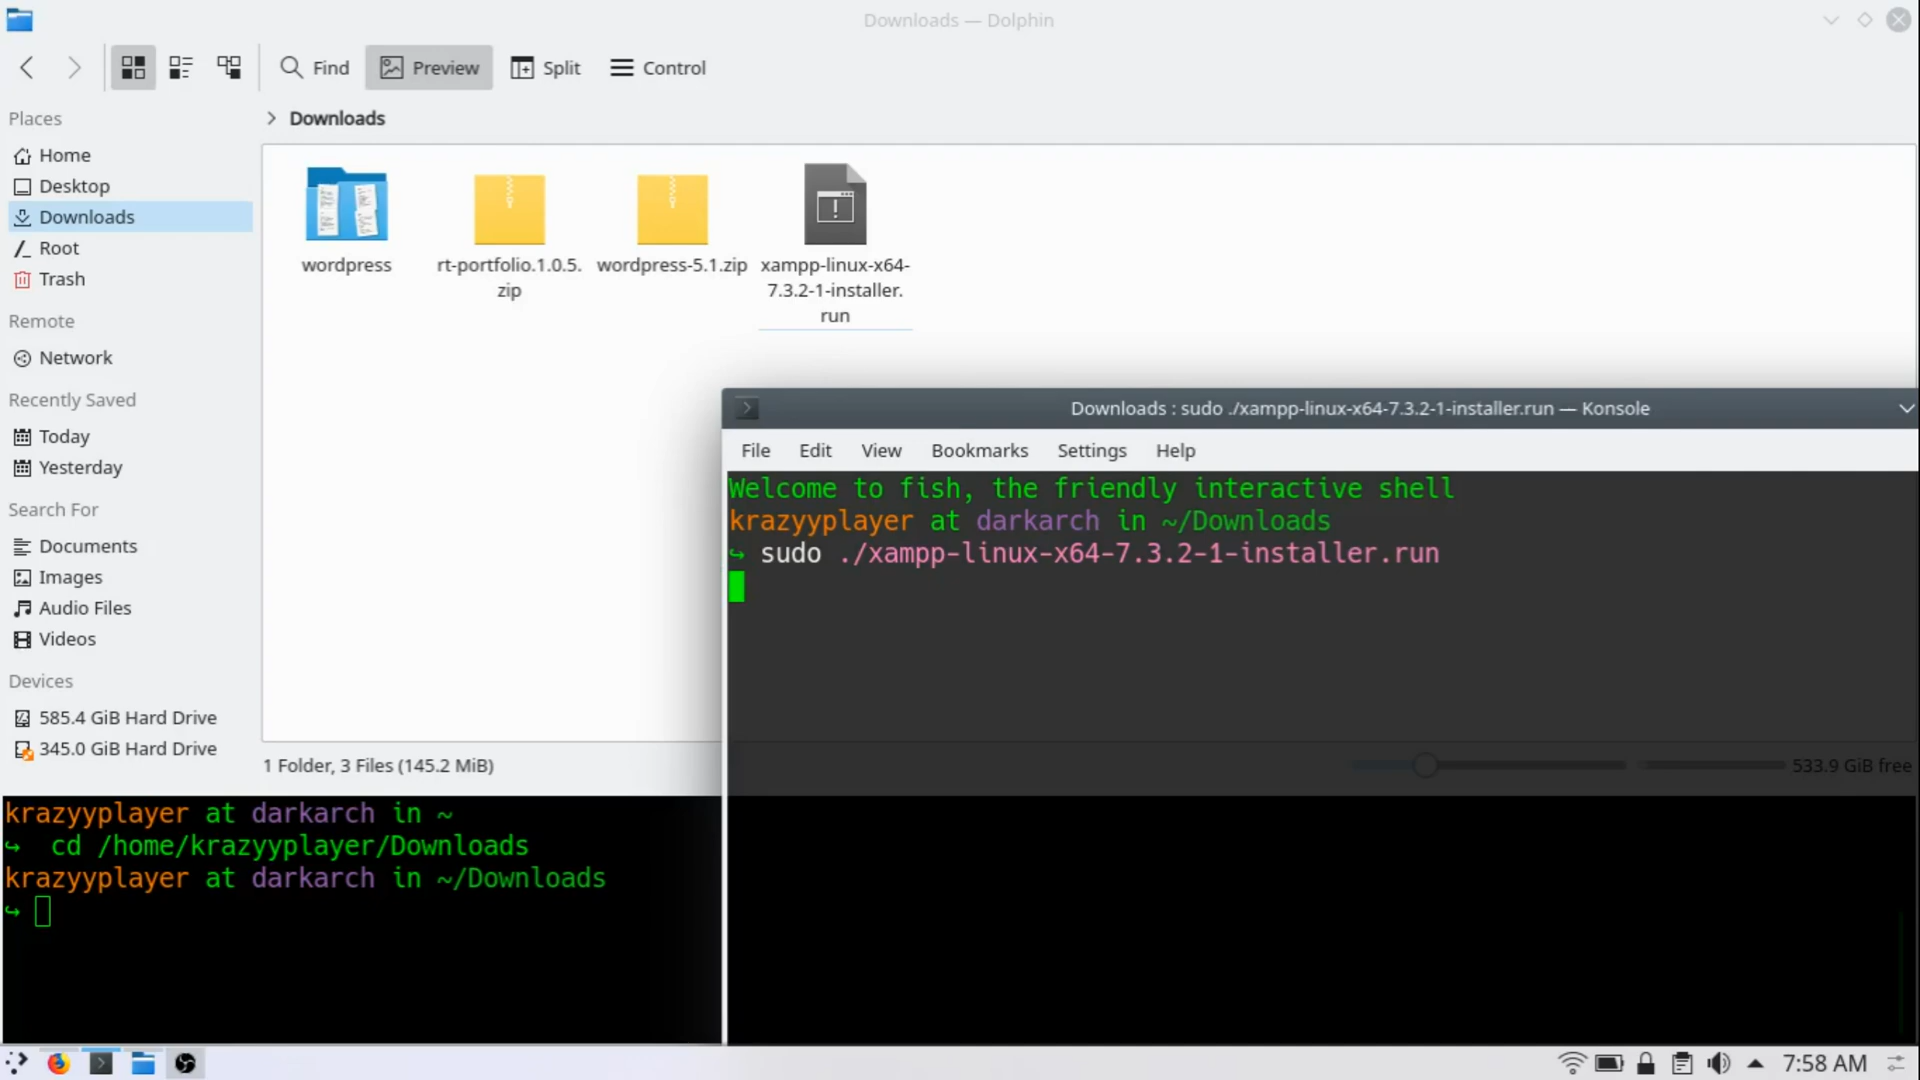 Downloads — Dolphin
Find
Preview
Split
Control
Places
Home
Desktop
Downloads
Root
Trash
Remote
Network
Recently Saved
Today
Yesterday
Search For
Documents
Images
Audio Files
Videos
Devices
585.4 GiB Hard Drive
345.0 GiB Hard Drive
Downloads
wordpress
rt-portfolio.1.0.5.
zip
wordpress-5.1.zip
xampp-linux-x64-
7.3.2-1-installer.
run
1 Folder, 3 Files (145.2 MiB)
533.9 GiB free
krazyyplayer at darkarch in ~
↪ cd /home/krazyyplayer/Downloads
krazyyplayer at darkarch in ~/Downloads
↪
Downloads : sudo ./xampp-linux-x64-7.3.2-1-installer.run — Konsole
File Edit View Bookmarks Settings Help
Welcome to fish, the friendly interactive shell
krazyyplayer at darkarch in ~/Downloads
↪ sudo ./xampp-linux-x64-7.3.2-1-installer.run
7:58 AM